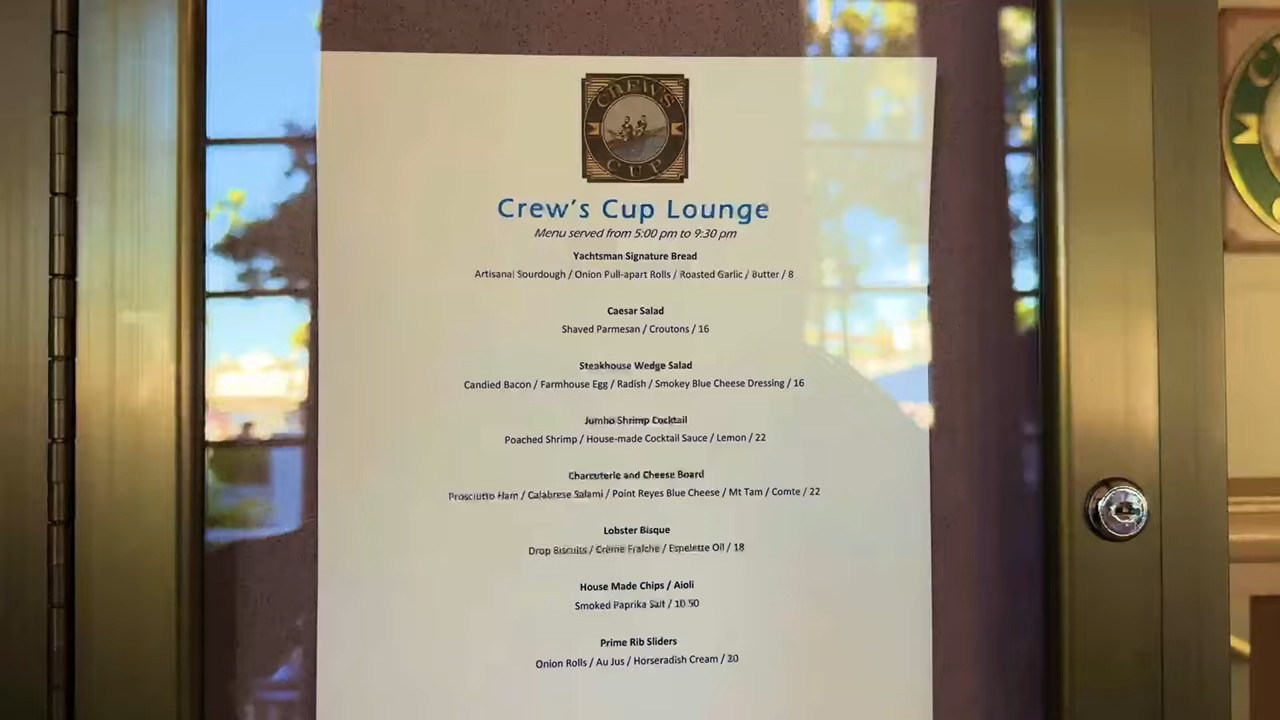 CREW'S
CUP
Crew's Cup Lounge
Menu served from 5:00 pm to 9:30 pm
Yachtsman Signature Bread
Artisanal Sourdough / Onion Pull-apart Rolls / Roasted Garlic / Butter / 8
Caesar Salad
Shaved Parmesan / Croutons / 16
Steakhouse Wedge Salad
Candied Bacon / Farmhouse Egg / Radish / Smokey Blue Cheese Dressing / 16
Jumbo Shrimp Cocktail
Poached Shrimp / House-made Cocktail Sauce / Lemon / 22
Charcuterie and Cheese Board
Prosciutto Ham / Calabrese Salami / Point Reyes Blue Cheese / Mt Tam / Comte / 22
Lobster Bisque
Drop Biscuits / Crème Fraîche / Espelette Oil / 18
House Made Chips / Aioli
Smoked Paprika Salt / 10.50
Prime Rib Sliders
Onion Rolls / Au Jus / Horseradish Cream / 20